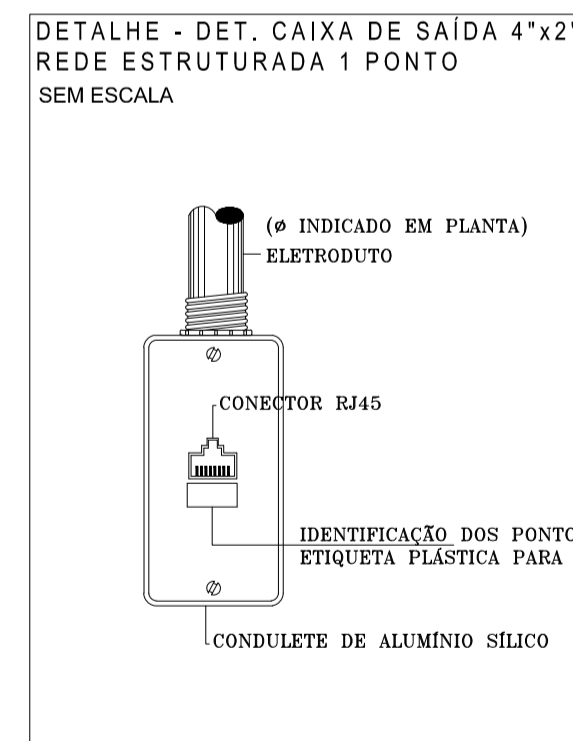 DETALHE - DET. CAIXA DE SAÍDA 4"x2"
REDE ESTRUTURADA 1 PONTO
SEM ESCALA
(ø INDICADO EM PLANTA)
ELETRODUTO
CONECTOR RJ45
IDENTIFICAÇÃO DOS PONTO
ETIQUETA PLÁSTICA PARA
CONDULETE DE ALUMÍNIO SÍLICO